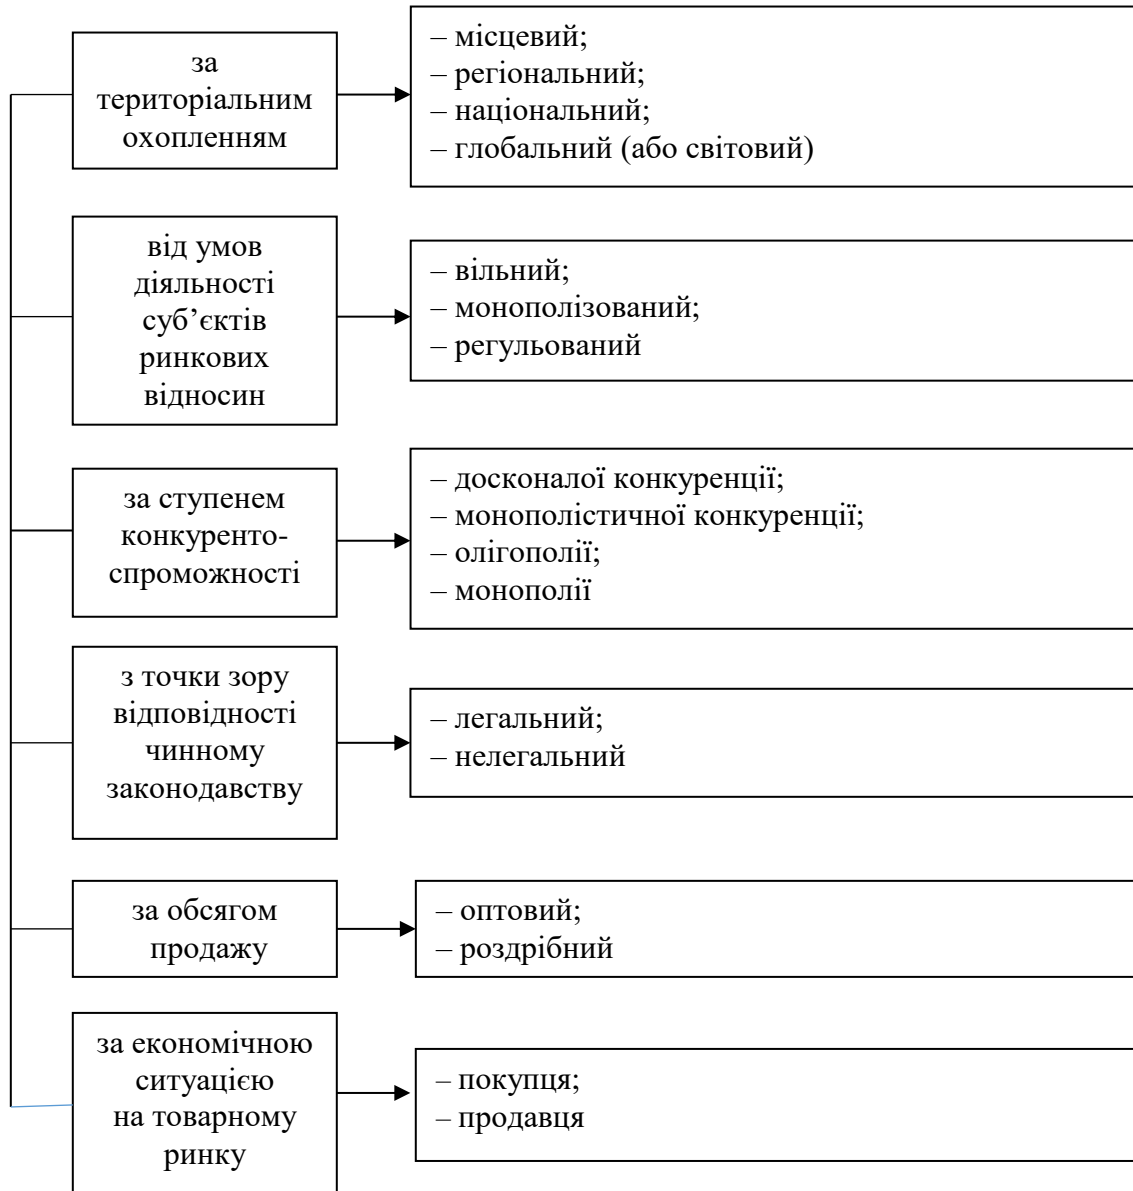 за
територіальним
охопленням
– місцевий;
– регіональний;
– національний;
– глобальний (або світовий)
від умов
діяльності
суб’єктів
ринкових
відносин
– вільний;
– монополізований;
– регульований
за ступенем
конкуренто-
спроможності
– досконалої конкуренції;
– монополістичної конкуренції;
– олігополії;
– монополії
з точки зору
відповідності
чинному
законодавству
– легальний;
– нелегальний
за обсягом
продажу
– оптовий;
– роздрібний
за економічною
ситуацією
на товарному
ринку
– покупця;
– продавця